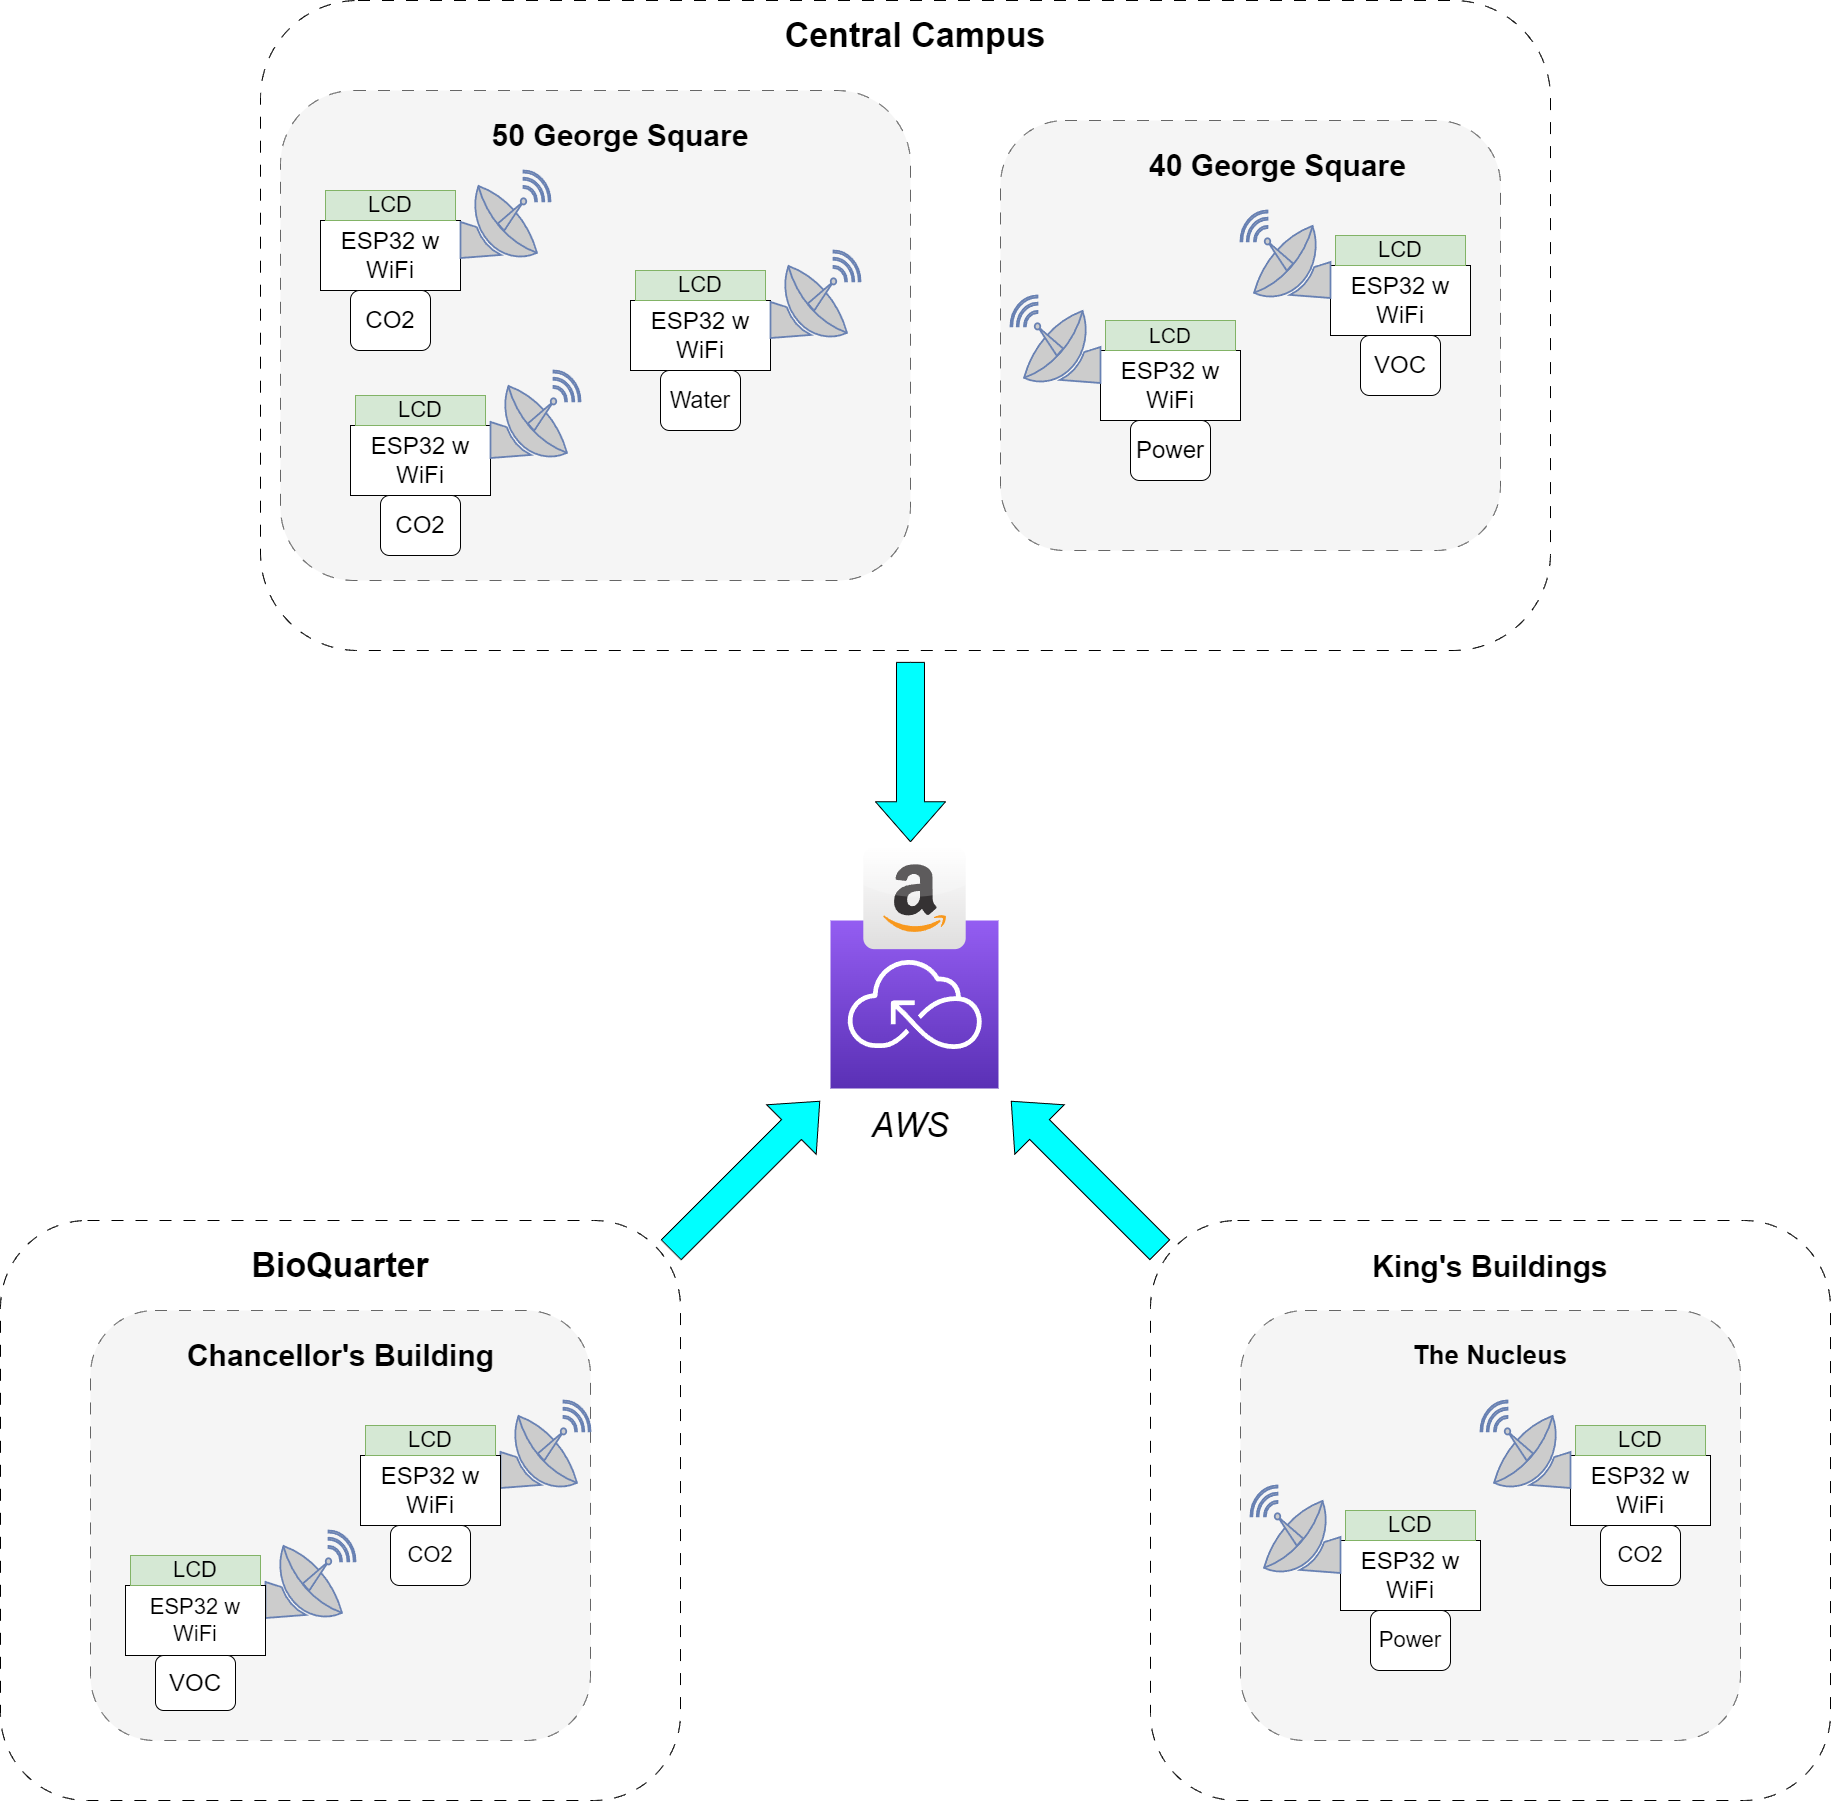 Central Campus
50 George Square
LCD
ESP32 w
WiFi
CO2
LCD
ESP32 w
WiFi
Water
LCD
ESP32 w
WiFi
CO2
40 George Square
LCD
ESP32 w
WiFi
VOC
LCD
ESP32 w
WiFi
Power
a
AWS
BioQuarter
Chancellor's Building
LCD
ESP32 w
WiFi
CO2
LCD
ESP32 w
WiFi
VOC
King's Buildings
The Nucleus
LCD
ESP32 w
WiFi
CO2
LCD
ESP32 w
WiFi
Power